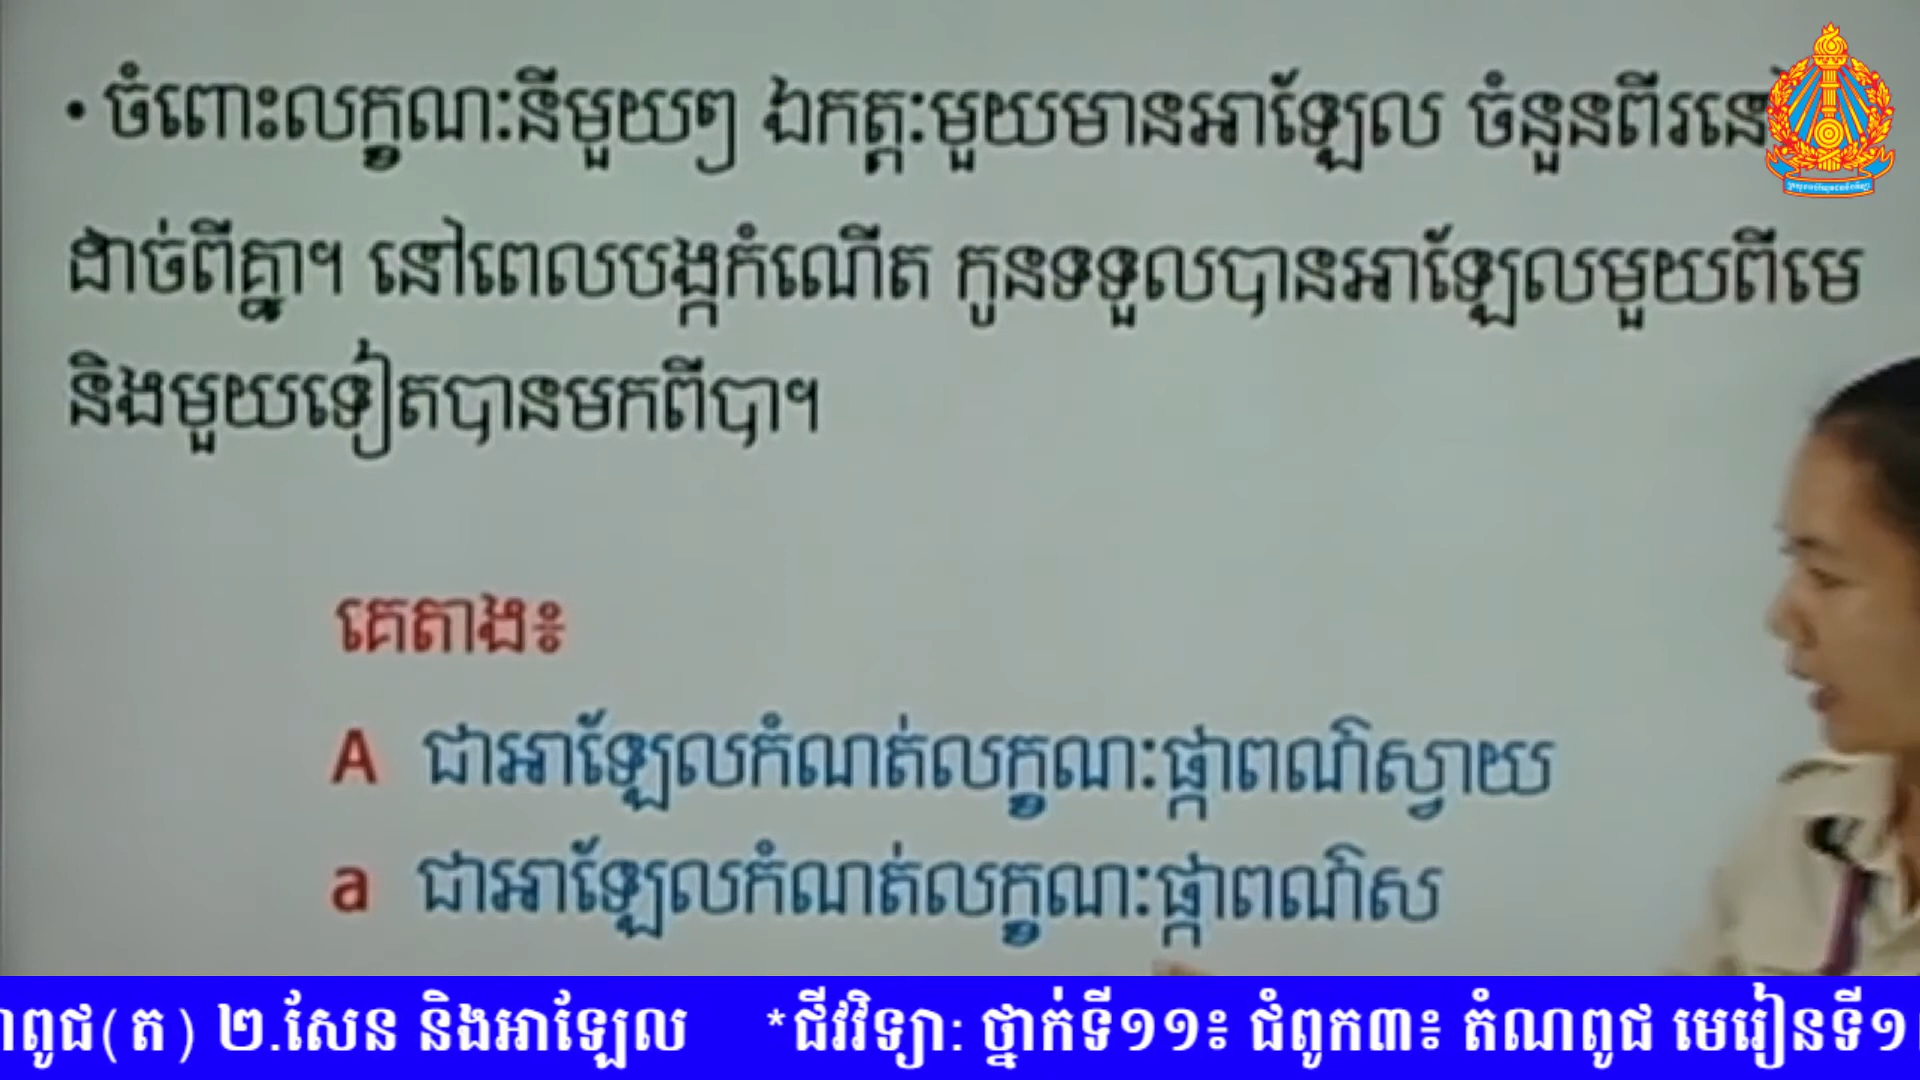 • ចំពោះលក្ខណៈនីមួយៗ ឯកត្តៈមួយមានអាឡែែល ចំនួនពីរនៅ
ដាច់ពីគ្នា។ នៅពេលបង្កកំណើត កូនទទួលបានអាឡែលមួយពីមេ
និងមួយទៀតបានមកពីបា។
គេតាង៖
A ជាអាឡែលកំណត់លក្ខណៈផ្កាពណ៌ស្វាយ
a ជាអាឡែលកំណត់លក្ខណៈផ្កាពណ៌ស
ពូជ(ត) ២.សែន និងអាឡែល *ជីវវិទ្យា: ថ្នាក់ទី១១៖ ជំពូក៣៖ តំណពូជ មេរៀនទី១